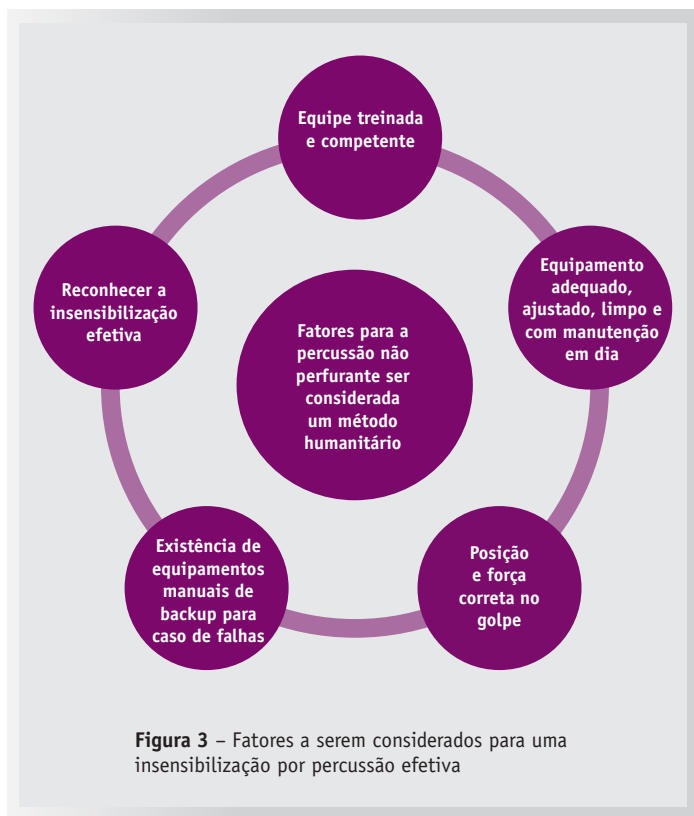 Equipe treinada
e competente
Equipamento
adequado,
ajustado, limpo e
com manutenção
em dia
Posição
e força
correta no
golpe
Existência de
equipamentos
manuais de
backup para
caso de falhas
Reconhecer a
insensibilização
efetiva
Fatores para a
percussão não
perfurante ser
considerada
um método
humanitário
Figura 3 – Fatores a serem considerados para uma
insensibilização por percussão efetiva